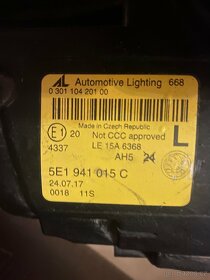 AL Automotive Lighting 668
0 301 104 201 00
Made in Czech Republic
E1 20 Not CCC approved L
4337 LE 15A 6368
AH5 24
5E1 941 015 C
24.07.17
0018 11S